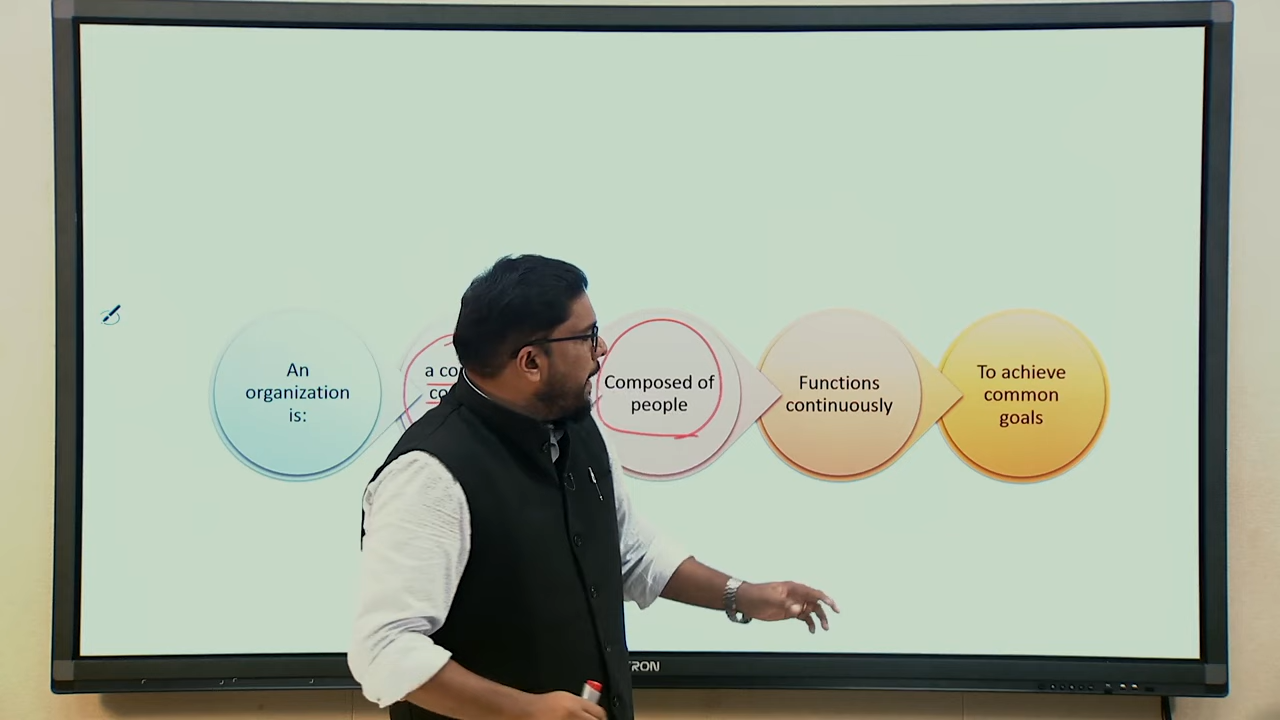 An
organization
is:
a
Composed of
people
Functions
continuously
To achieve
common
goals